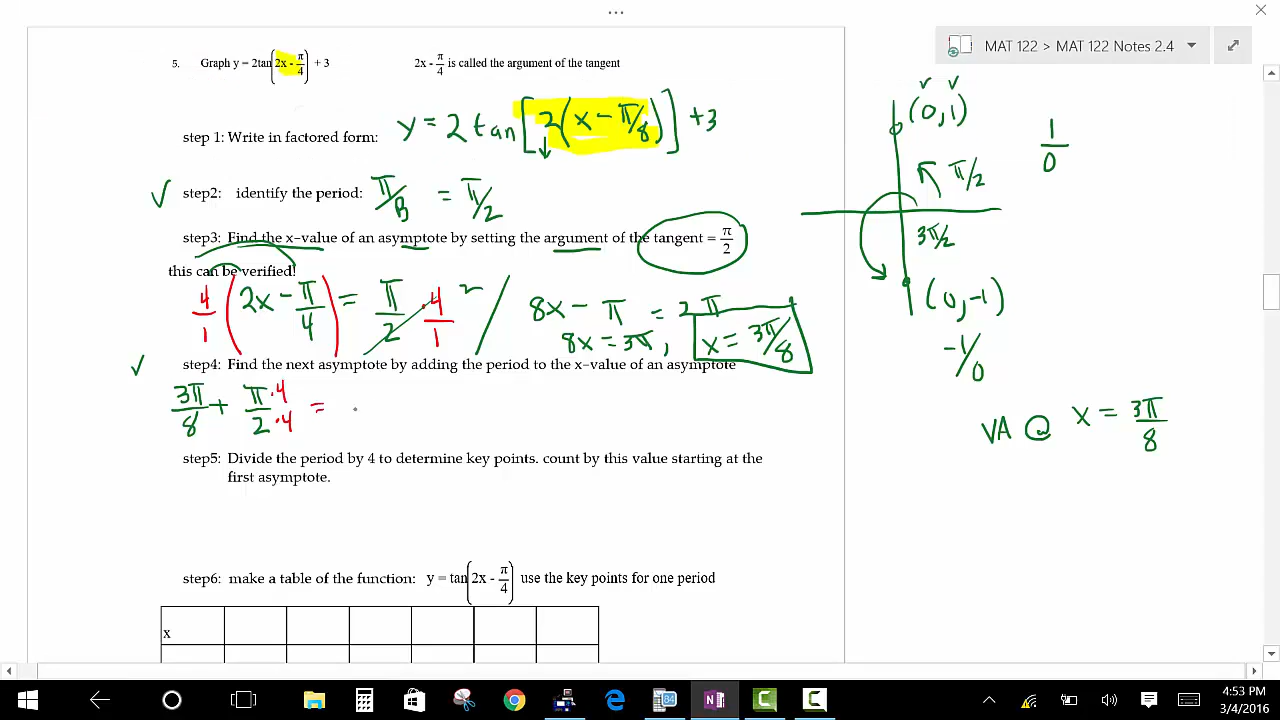 MAT 122 > MAT 122 Notes 2.4
5. Graph y = 2tan(2x - π/4) + 3
2x - π/4 is called the argument of the tangent
step 1: Write in factored form: y = 2 tan [2(x - π/8)] + 3
step2: identify the period: π/B = π/2
step3: Find the x-value of an asymptote by setting the argument of the tangent = π/2
this can be verified!
4/1 (2x - π/4) = π/2 · 4/1 2
8x - π = 2π
8x = 3π, x = 3π/8
step4: Find the next asymptote by adding the period to the x-value of an asymptote
3π/8 + π·4/2·4 =
step5: Divide the period by 4 to determine key points. count by this value starting at the
first asymptote.
step6: make a table of the function: y = tan(2x - π/4) use the key points for one period
x
(0, 1)
1/0
π/2
3π/2
(0, -1)
-1/0
VA @ x = 3π/8
4:53 PM
3/4/2016